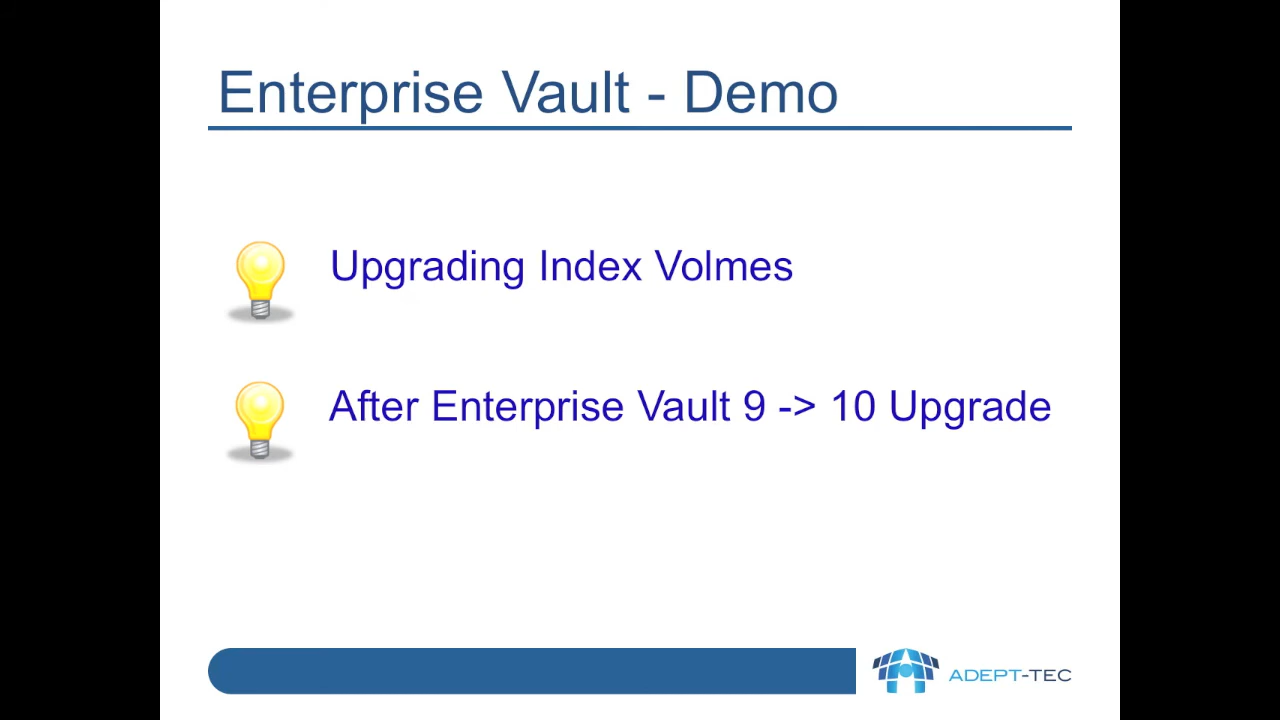 Enterprise Vault - Demo
Upgrading Index Volmes
After Enterprise Vault 9 -> 10 Upgrade
ADEPT-TEC